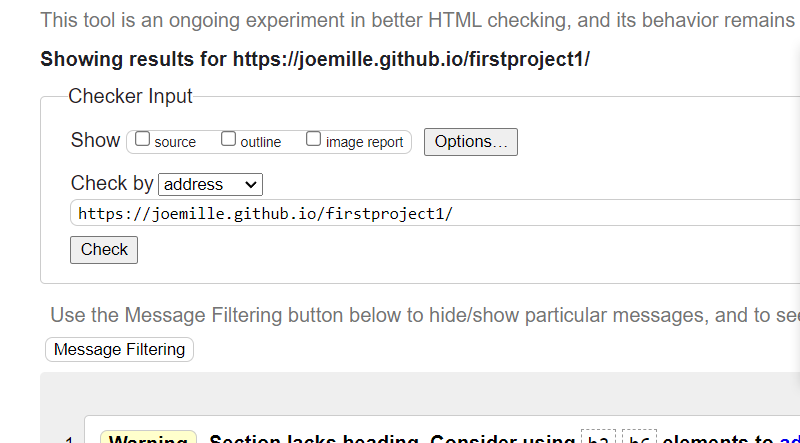 This tool is an ongoing experiment in better HTML checking, and its behavior remains
Showing results for https://joemille.github.io/firstproject1/
Checker Input
Show source outline image report Options...
Check by address
https://joemille.github.io/firstproject1/
Check
Use the Message Filtering button below to hide/show particular messages, and to see
Message Filtering
1. Warning Section lacks heading. Consider using h2 h6 elements to